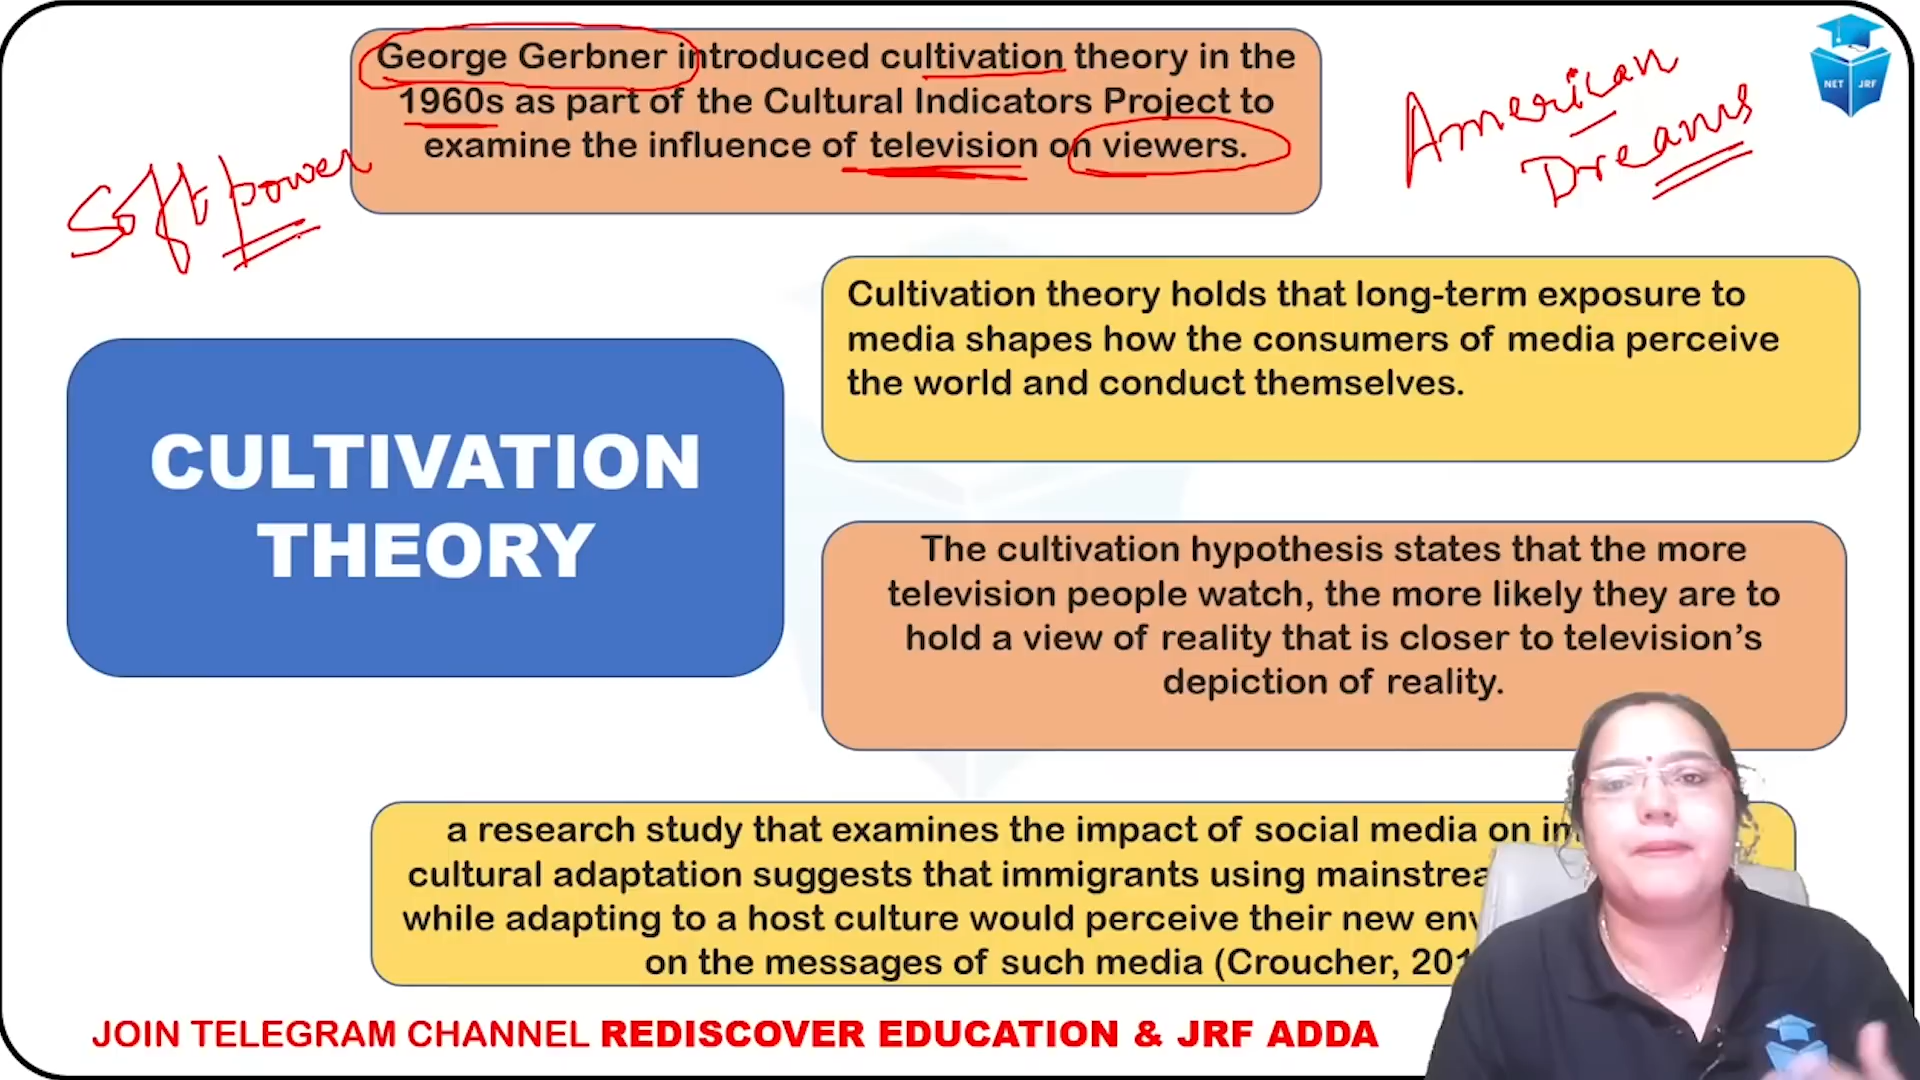 George Gerbner introduced cultivation theory in the
1960s as part of the Cultural Indicators Project to
examine the influence of television on viewers.
Soft power
American
Dreams
NET JRF
Cultivation theory holds that long-term exposure to
media shapes how the consumers of media perceive
the world and conduct themselves.
CULTIVATION
THEORY
The cultivation hypothesis states that the more
television people watch, the more likely they are to
hold a view of reality that is closer to television’s
depiction of reality.
a research study that examines the impact of social media on
cultural adaptation suggests that immigrants using
while adapting to a host culture would perceive their new
on the messages of such media (Croucher,
JOIN TELEGRAM CHANNEL REDISCOVER EDUCATION & JRF ADDA